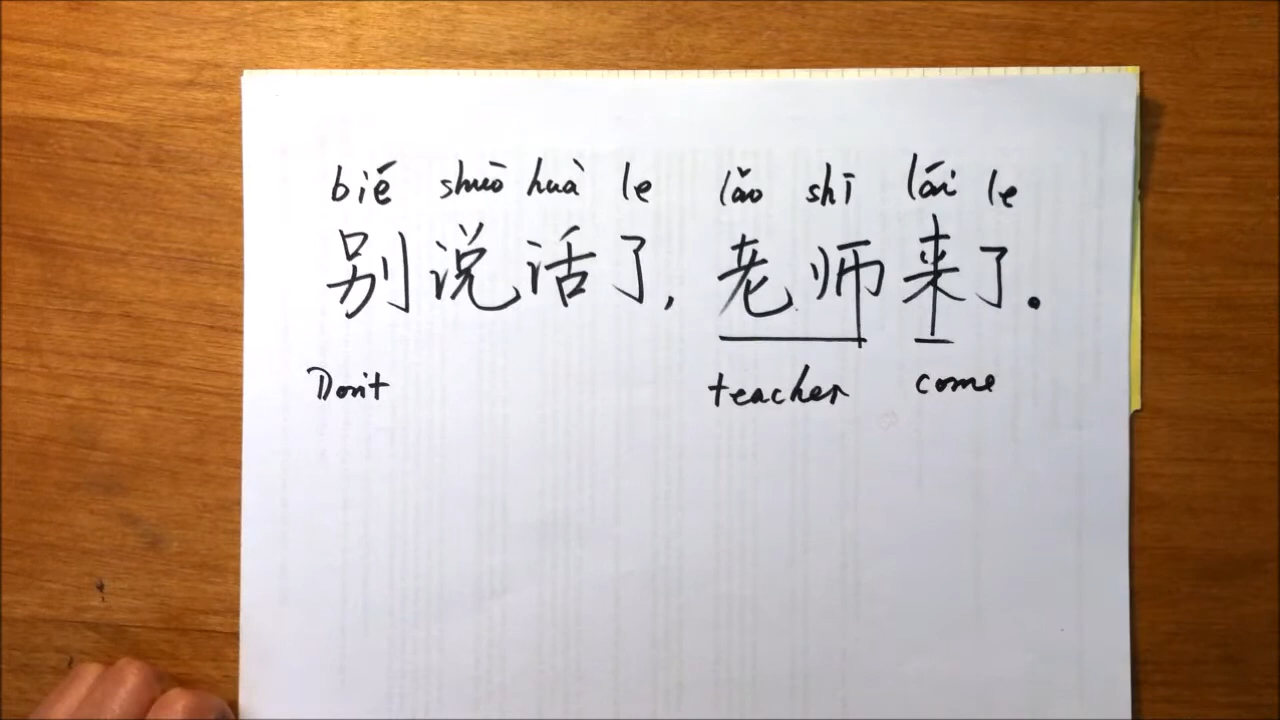 bié shuō huà le lǎo shī lái le
别说话了,老师来了.
Don't teacher come